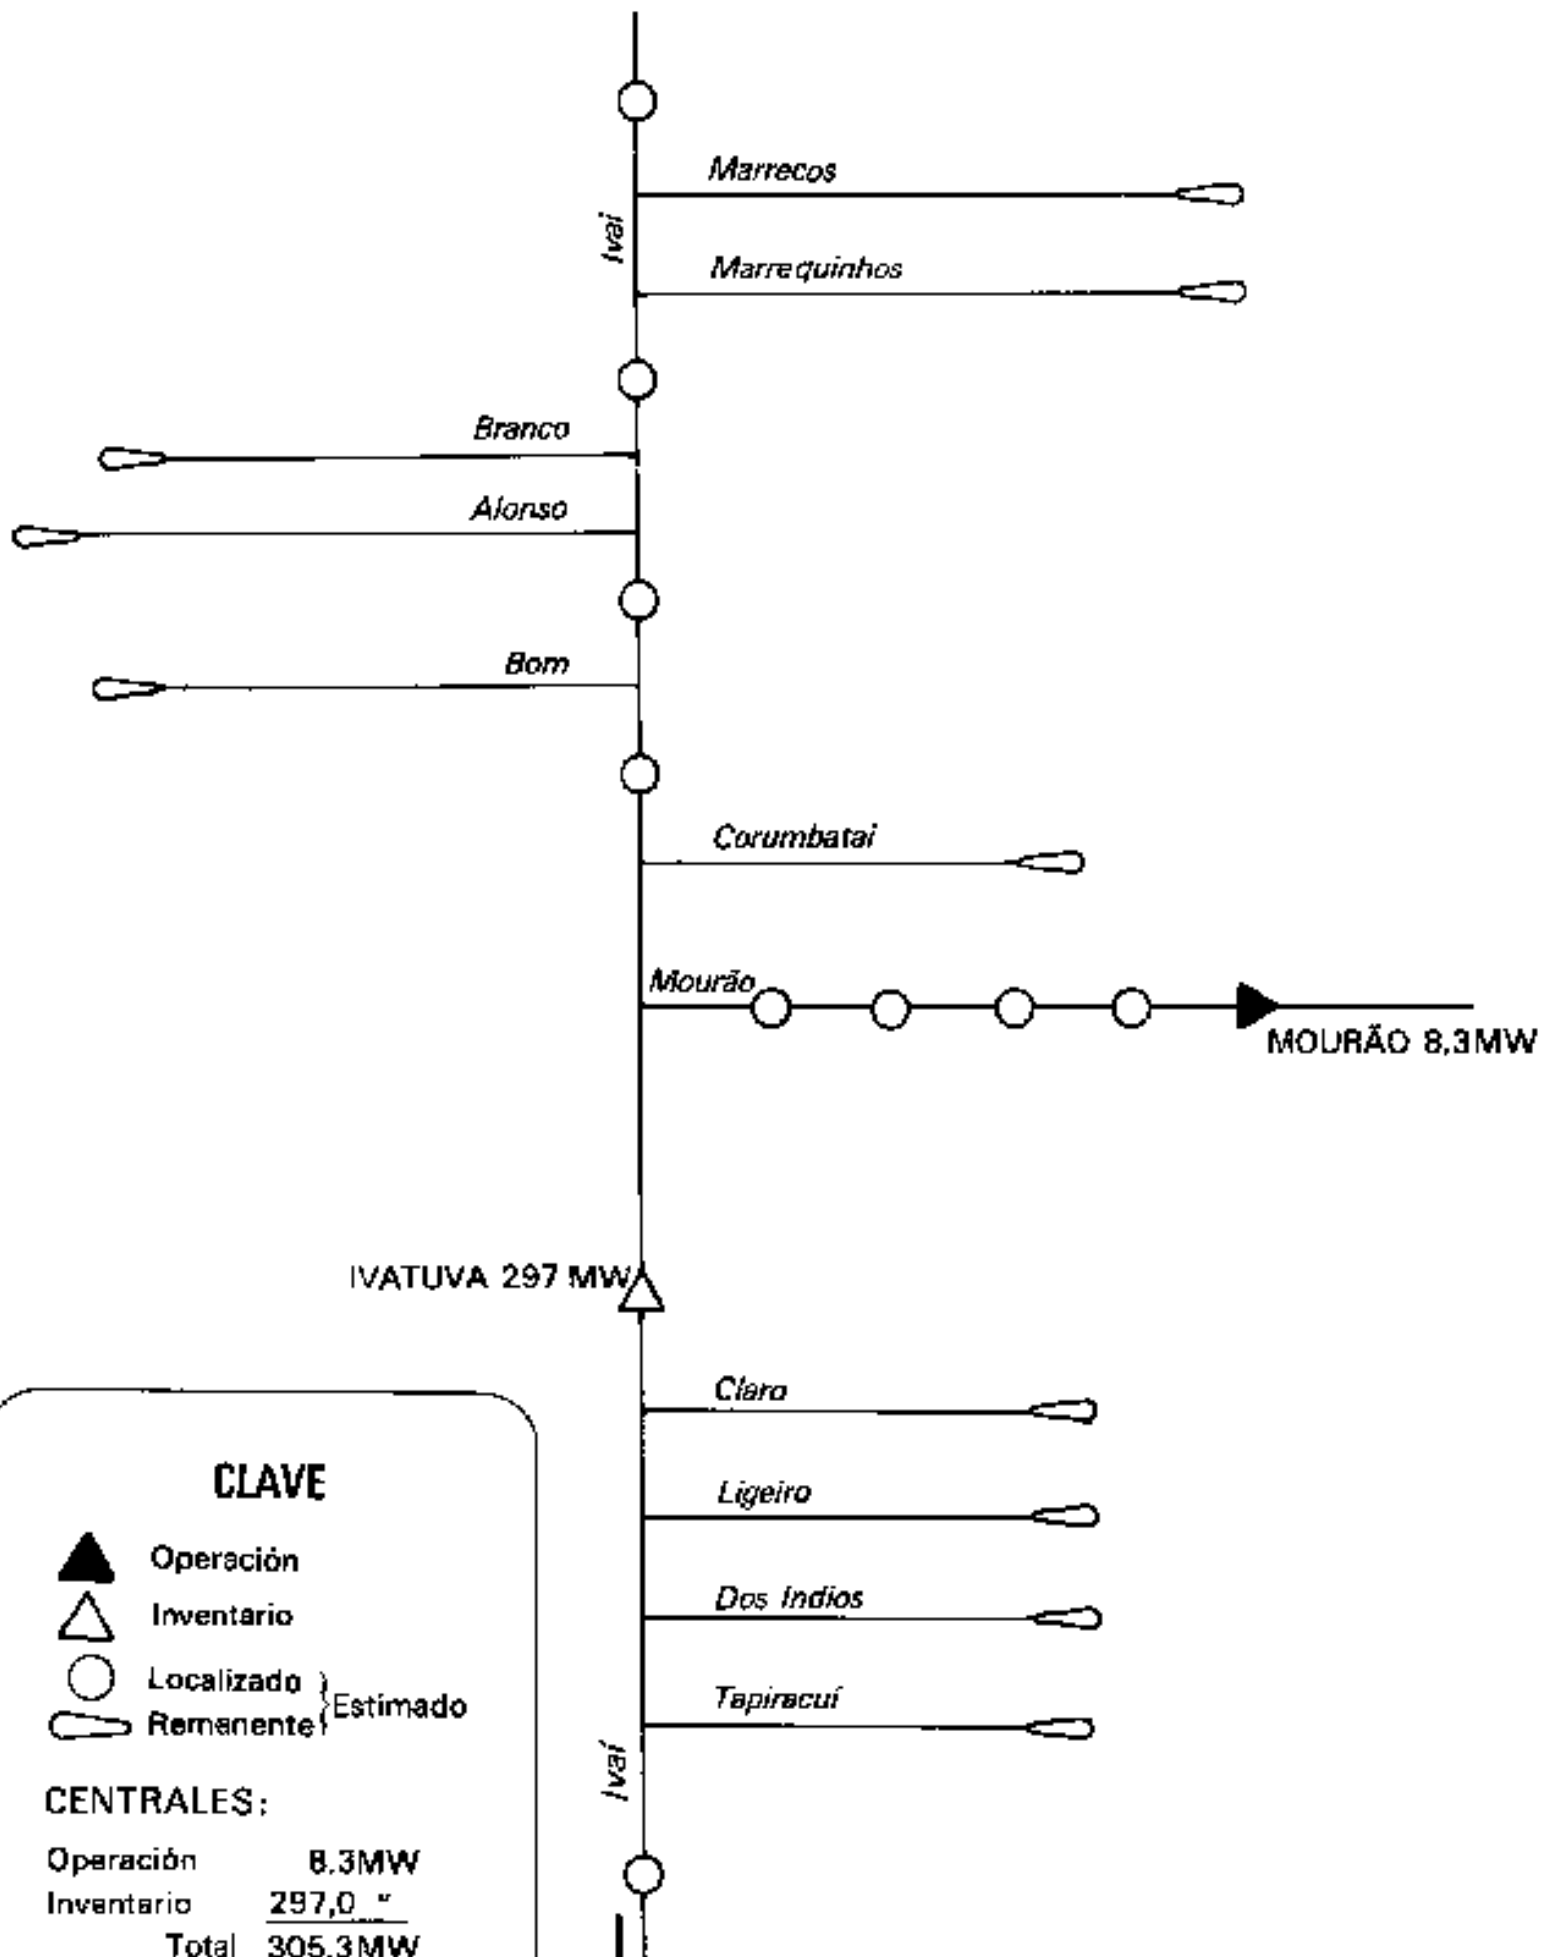 Marrecos
Ivaí
Marrequinhos
Branco
Alonso
Bom
Corumbatai
Mourão
MOURÃO 8,3MW
IVATUVA 297 MW
Claro
Ligeiro
Dos Indios
Tapiracuí
Ivaí
CLAVE
Operación
Inventario
Localizado
Remanente
Estimado
CENTRALES:
Operación 8.3MW
Inventario 297,0 "
Total 305.3MW